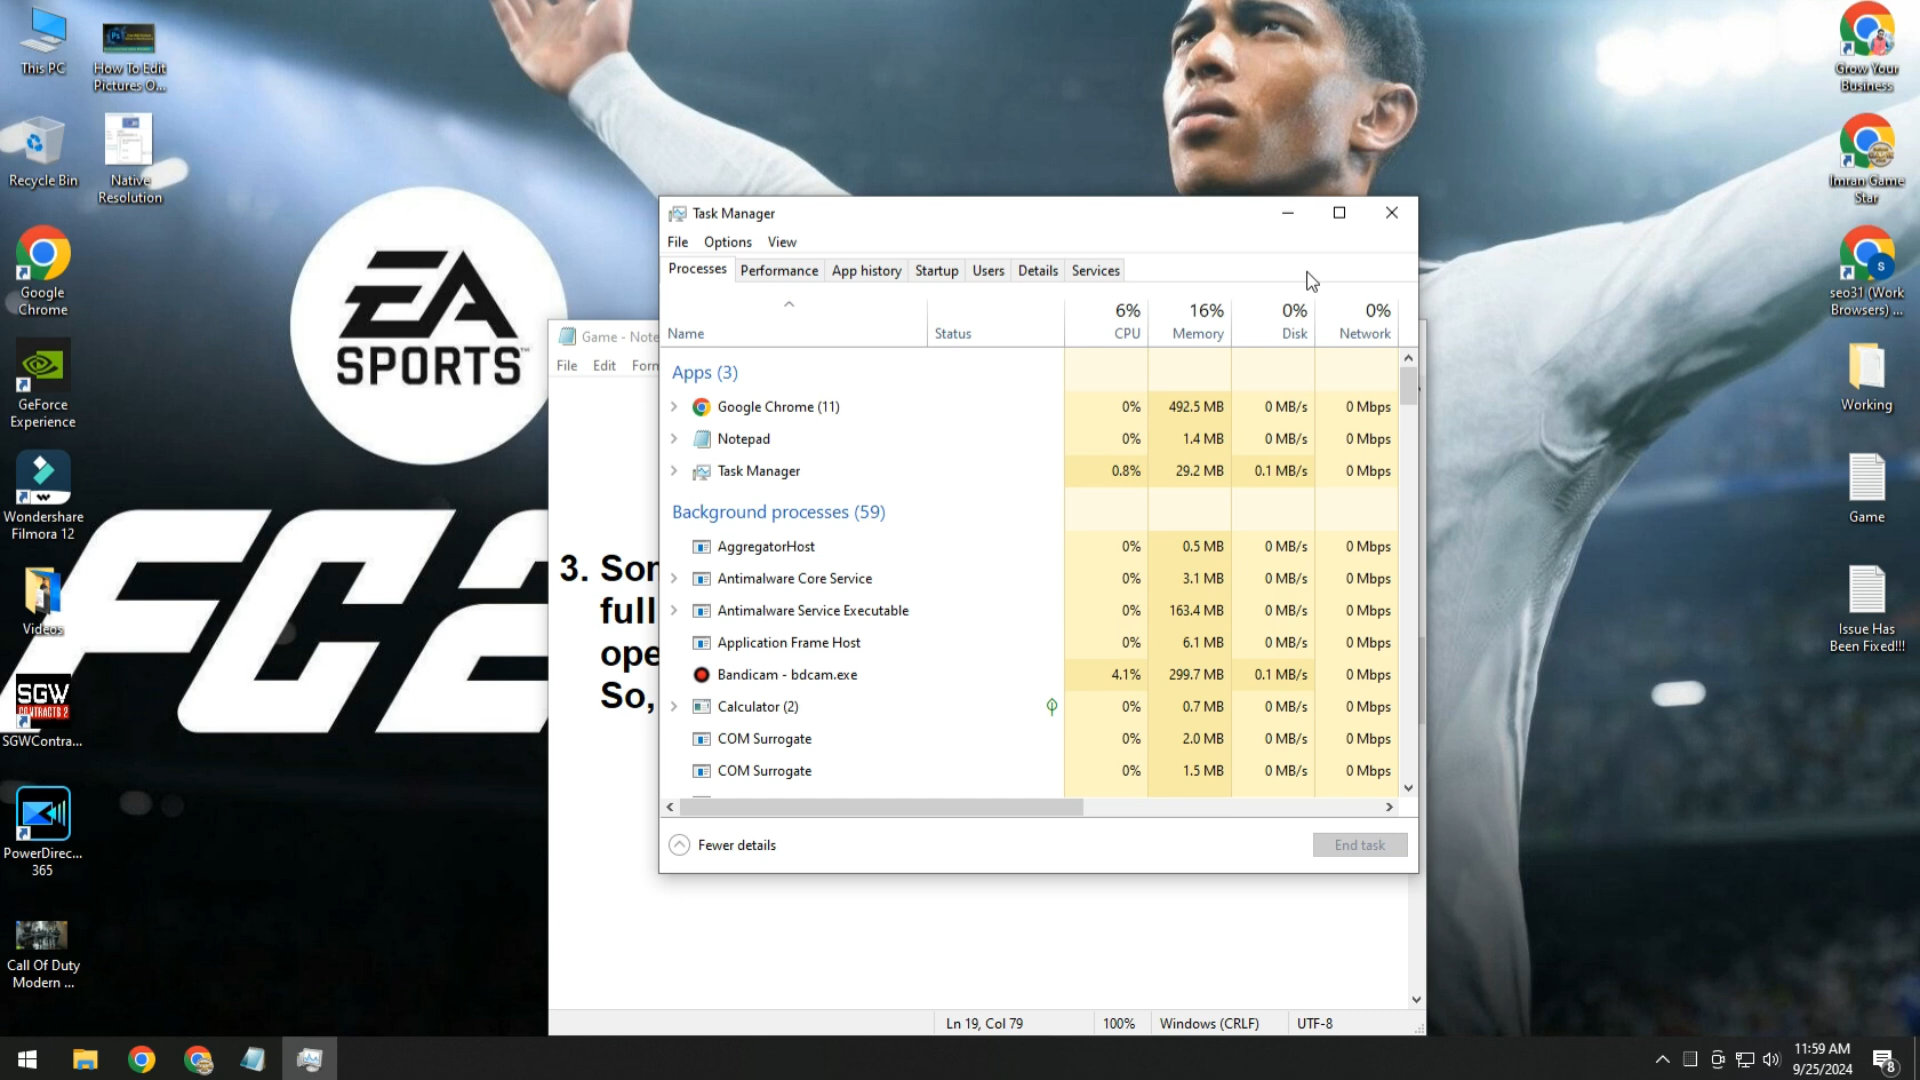 This PC
How To Edit
Pictures O...
Recycle Bin
Native
Resolution
Google
Chrome
GeForce
Experience
Wondershare
Filmora 12
Videos
SGW
CONTRACTS 2
SGWContra...
PowerDirec...
365
Call Of Duty
Modern ...
EA
SPORTS™
FC2
Game - Note
File Edit Form
3. Son
full
ope
So,
Ln 19, Col 79 100% Windows (CRLF) UTF-8
Task Manager
File Options View
Processes Performance App history Startup Users Details Services
6% 16% 0% 0%
Name Status CPU Memory Disk Network
Apps (3)
Google Chrome (11) 0% 492.5 MB 0 MB/s 0 Mbps
Notepad 0% 1.4 MB 0 MB/s 0 Mbps
Task Manager 0.8% 29.2 MB 0.1 MB/s 0 Mbps
Background processes (59)
AggregatorHost 0% 0.5 MB 0 MB/s 0 Mbps
Antimalware Core Service 0% 3.1 MB 0 MB/s 0 Mbps
Antimalware Service Executable 0% 163.4 MB 0 MB/s 0 Mbps
Application Frame Host 0% 6.1 MB 0 MB/s 0 Mbps
Bandicam - bdcam.exe 4.1% 299.7 MB 0.1 MB/s 0 Mbps
Calculator (2) 0% 0.7 MB 0 MB/s 0 Mbps
COM Surrogate 0% 2.0 MB 0 MB/s 0 Mbps
COM Surrogate 0% 1.5 MB 0 MB/s 0 Mbps
Fewer details End task
Grow Your
Business
Imran Game
Star
S
seo31 (Work
Browsers) ...
Working
Game
Issue Has
Been Fixed!!!
11:59 AM
9/25/2024
8